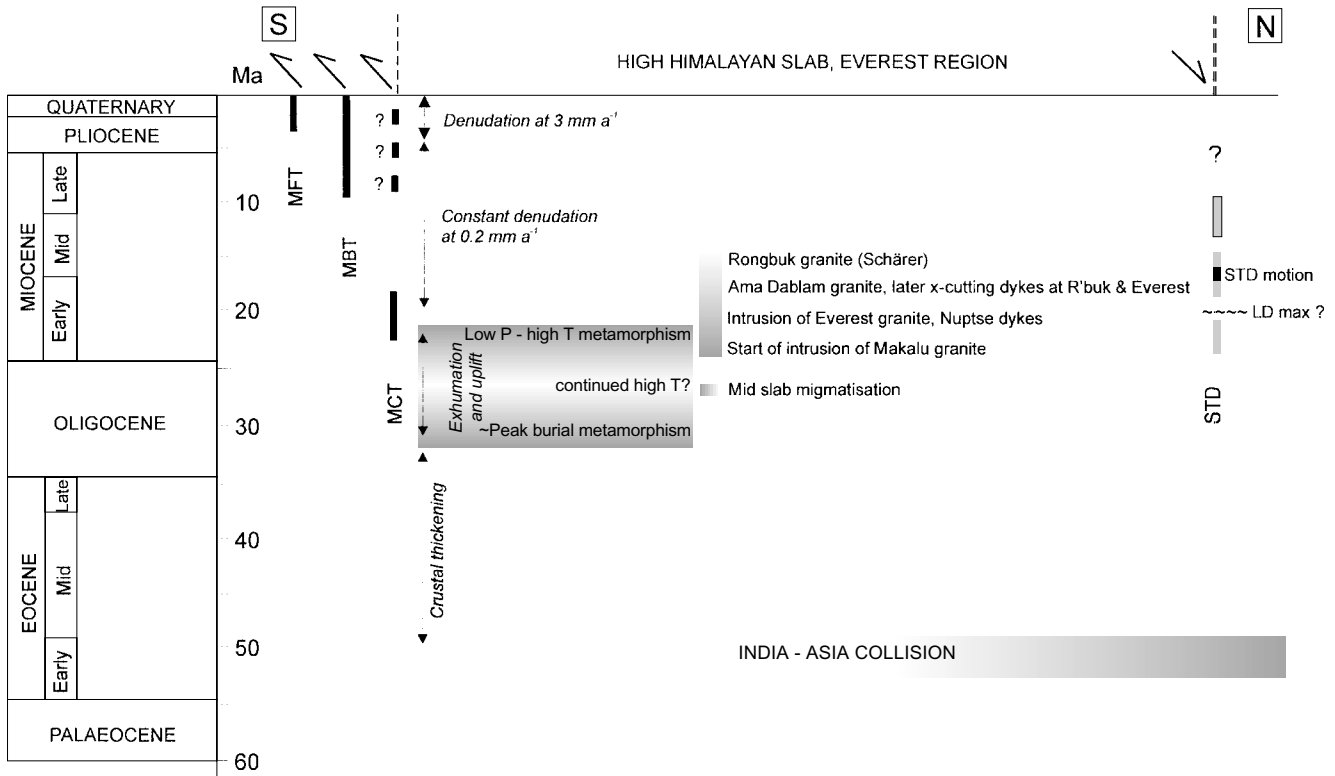 S
N
Ma
HIGH HIMALAYAN SLAB, EVEREST REGION
QUATERNARY
PLIOCENE
MIOCENE
Late
Mid
Early
OLIGOCENE
EOCENE
Late
Mid
Early
PALAEOCENE
10
20
30
40
50
60
MFT
MBT
MCT
?
?
?
Denudation at 3 mm a⁻¹
Constant denudation
at 0.2 mm a⁻¹
Low P - high T metamorphism
Exhumation
and uplift
continued high T?
~Peak burial metamorphism
Crustal thickening
Rongbuk granite (Schärer)
Ama Dablam granite, later x-cutting dykes at R'buk & Everest
Intrusion of Everest granite, Nuptse dykes
Start of intrusion of Makalu granite
Mid slab migmatisation
?
STD motion
~~~~ LD max ?
STD
INDIA - ASIA COLLISION